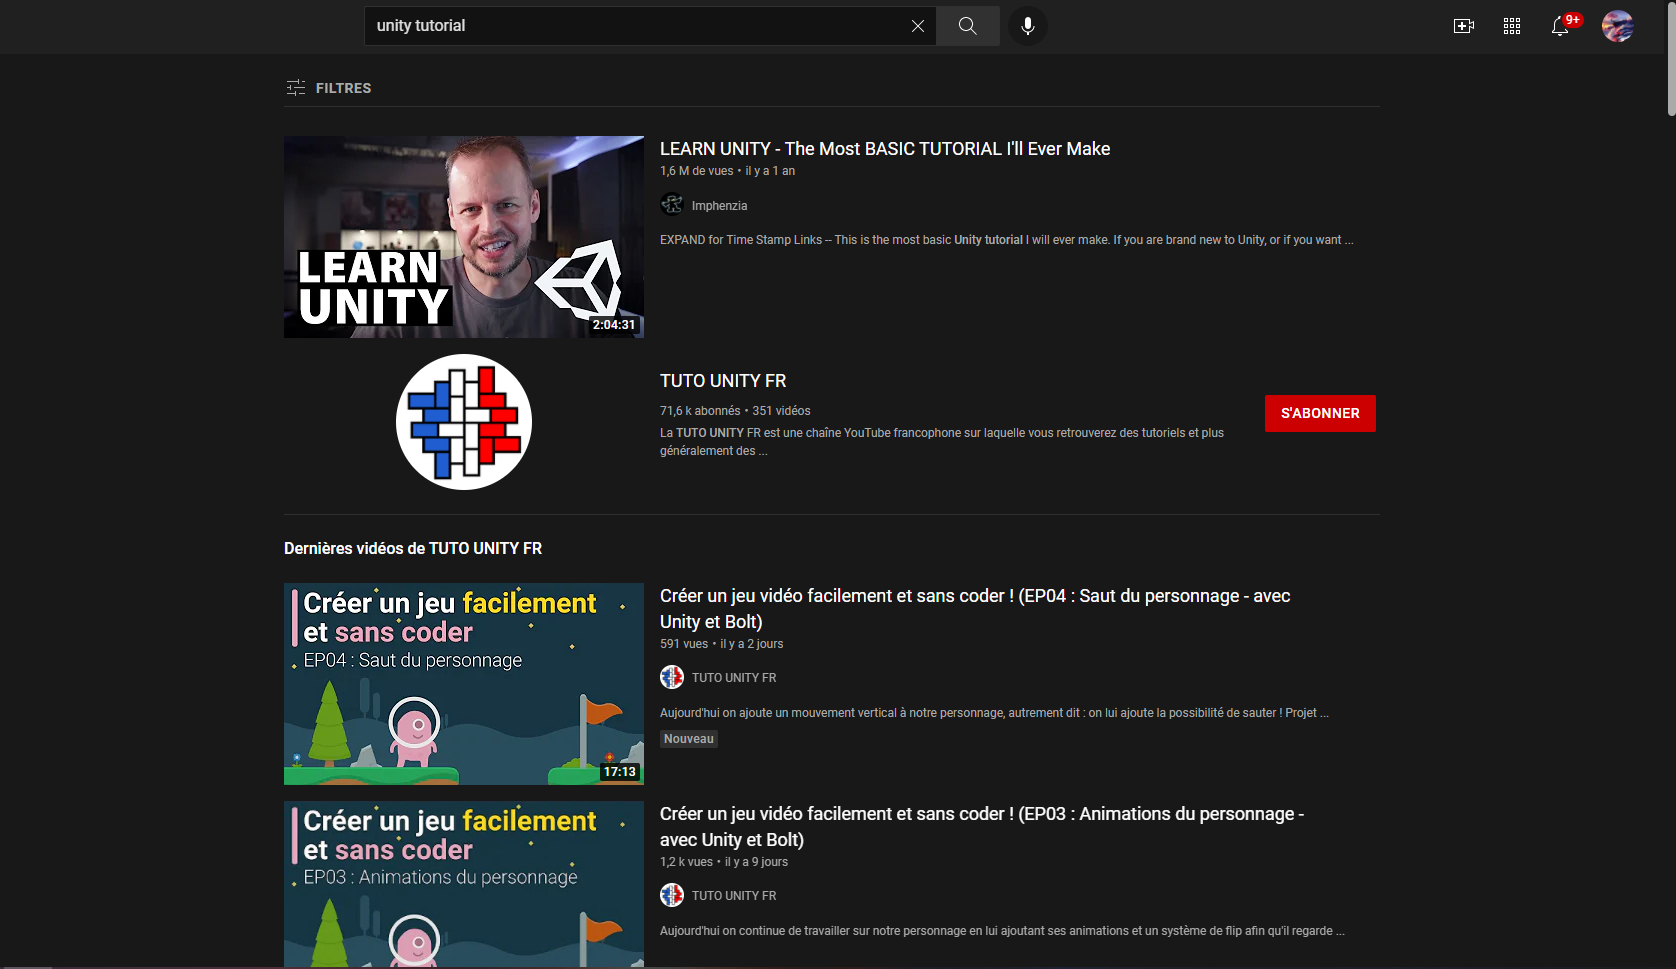 unity tutorial
9+
FILTRES
LEARN
UNITY
2:04:31
LEARN UNITY - The Most BASIC TUTORIAL I'll Ever Make
1,6 M de vues • il y a 1 an
Imphenzia
EXPAND for Time Stamp Links -- This is the most basic Unity tutorial I will ever make. If you are brand new to Unity, or if you want ...
TUTO UNITY FR
71,6 k abonnés • 351 vidéos
La TUTO UNITY FR est une chaîne YouTube francophone sur laquelle vous retrouverez des tutoriels et plus
généralement des ...
S'ABONNER
Dernières vidéos de TUTO UNITY FR
Créer un jeu facilement
et sans coder
EP04 : Saut du personnage
17:13
Créer un jeu vidéo facilement et sans coder ! (EP04 : Saut du personnage - avec
Unity et Bolt)
591 vues • il y a 2 jours
TUTO UNITY FR
Aujourd'hui on ajoute un mouvement vertical à notre personnage, autrement dit : on lui ajoute la possibilité de sauter ! Projet ...
Nouveau
Créer un jeu facilement
et sans coder
EP03 : Animations du personnage
Créer un jeu vidéo facilement et sans coder ! (EP03 : Animations du personnage -
avec Unity et Bolt)
1,2 k vues • il y a 9 jours
TUTO UNITY FR
Aujourd'hui on continue de travailler sur notre personnage en lui ajoutant ses animations et un système de flip afin qu'il regarde ...